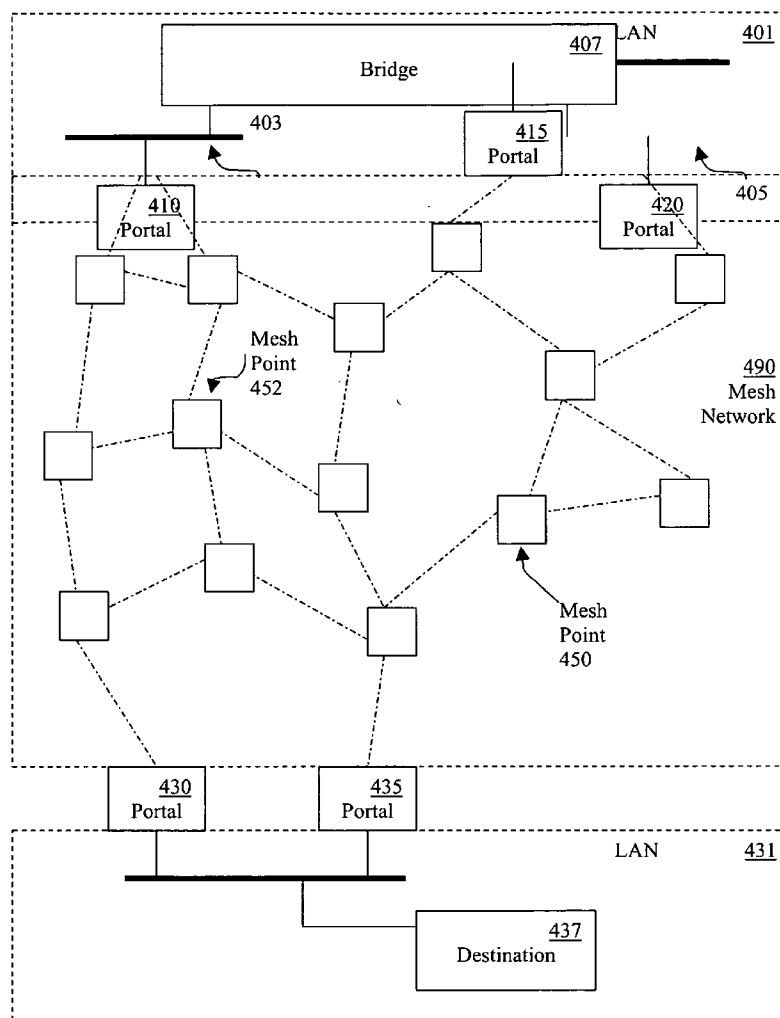 LAN 401
407
Bridge
403
415
Portal
405
410
Portal
420
Portal
Mesh
Point
452
490
Mesh
Network
Mesh
Point
450
430
Portal
435
Portal
LAN 431
437
Destination